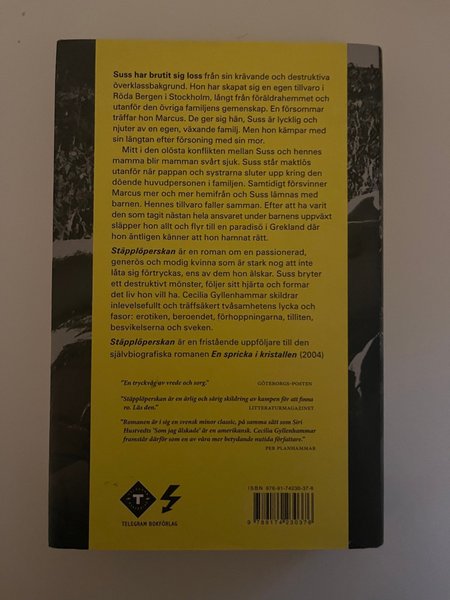 Suss har brutit sig loss från sin krävande och destruktiva
överklassbakgrund. Hon har skapat sig en egen tillvaro i
Röda Bergen i Stockholm, långt från föräldrahemmet och
utanför den övriga familjens gemenskap. En försommar
träffar hon Marcus. De ger sig hän, Suss är lycklig och
njuter av en egen, växande familj. Men hon kämpar med
sin längtan efter försoning med sin mor.
Mitt i den olösta konflikten mellan Suss och hennes
mamma blir mamman svårt sjuk. Suss står maktlös
utanför när pappan och systrarna sluter upp kring den
döende huvudpersonen i familjen. Samtidigt försvinner
Marcus mer och mer hemifrån och Suss lämnas med
barnen. Hennes tillvaro faller samman. Efter att ha varit
den som tagit nästan hela ansvaret under barnens uppväxt
släpper hon allt och flyr till en paradisö i Grekland där
hon äntligen känner att hon hamnat rätt.
Stäpplöperskan är en roman om en passionerad,
generös och modig kvinna som är stark nog att inte
låta sig förtryckas, ens av dem hon älskar. Suss bryter
ett destruktivt mönster, följer sitt hjärta och formar
det liv hon vill ha. Cecilia Gyllenhammar skildrar
inlevelsefullt och träffsäkert tvåsamhetens lycka och
fasor: erotiken, beroendet, förhoppningarna, tilliten,
besvikelserna och sveken.
Stäpplöperskan är en fristående uppföljare till den
självbiografiska romanen En spricka i kristallen (2004)
"En tryckvåg av vrede och sorg."
GÖTEBORGS-POSTEN
"Stäpplöperskan är en ärlig och sårig skildring av kampen för att finna
ro. Läs den."
LITTERATURMAGAZINET
"Romanen är i sig en svensk minor classic, på samma sätt som Siri
Hustvedts 'Som jag älskade' är en amerikansk. Cecilia Gyllenhammar
framstår därför som en av våra mer betydande nutida författare."
PER PLANHAMMAR
ISBN 978-91-74230-37-6
T
TELEGRAM BOKFÖRLAG
9 789174 230376